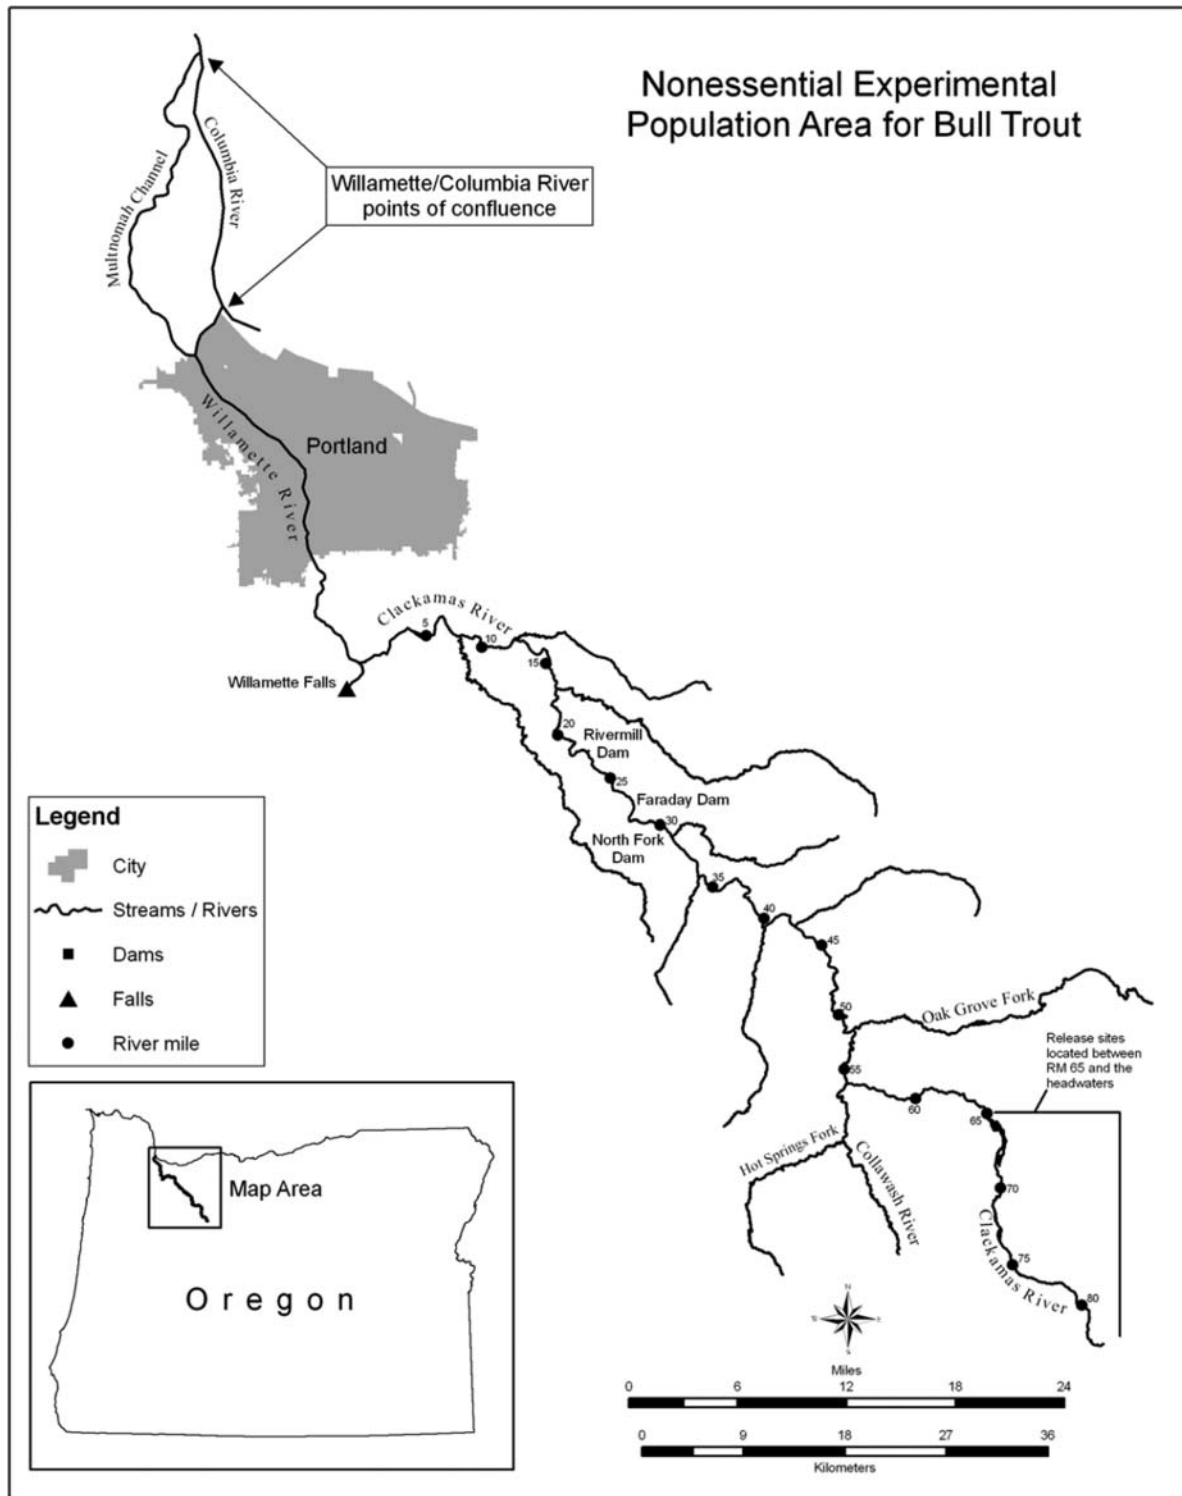 Nonessential Experimental
Population Area for Bull Trout
Columbia River
Multnomah Channel
Willamette/Columbia River
points of confluence
Willamette River
Portland
Clackamas River
5
10
15
Willamette Falls
20
Rivermill
Dam
25
Faraday Dam
30
North Fork
Dam
35
40
45
50
Oak Grove Fork
Release sites
located between
RM 65 and the
headwaters
55
60
65
Hot Springs Fork
Collawash River
70
Clackamas River
75
80
Legend
City
Streams / Rivers
Dams
Falls
River mile
Map Area
Oregon
N
S
Miles
0 6 12 18 24
0 9 18 27 36
Kilometers